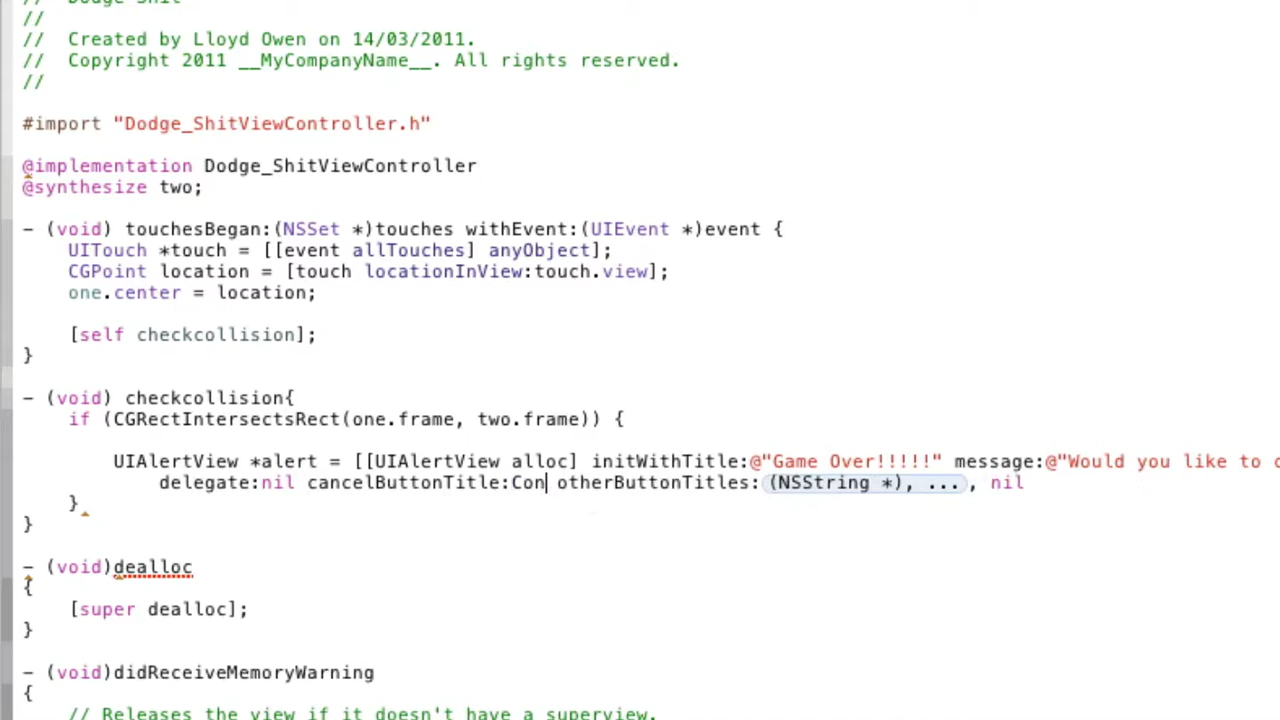 //
// Created by Lloyd Owen on 14/03/2011.
// Copyright 2011 __MyCompanyName__. All rights reserved.
//
#import "Dodge_ShitViewController.h"
@implementation Dodge_ShitViewController
@synthesize two;
- (void) touchesBegan:(NSSet *)touches withEvent:(UIEvent *)event {
UITouch *touch = [[event allTouches] anyObject];
CGPoint location = [touch locationInView:touch.view];
one.center = location;
[self checkcollision];
}
- (void) checkcollision{
if (CGRectIntersectsRect(one.frame, two.frame)) {
UIAlertView *alert = [[UIAlertView alloc] initWithTitle:@"Game Over!!!!!" message:@"Would you like to
delegate:nil cancelButtonTitle:Con otherButtonTitles:(NSString *), ..., nil
}
}
- (void)dealloc
{
[super dealloc];
}
- (void)didReceiveMemoryWarning
{
// Releases the view if it doesn't have a superview.